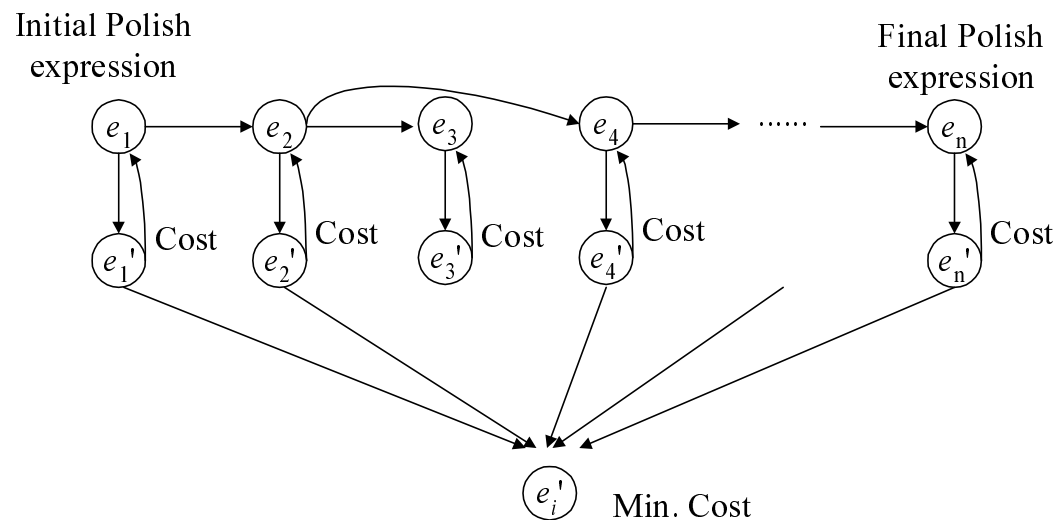 Initial Polish
expression
Final Polish
expression
e1
e2
e3
e4
......
en
Cost
Cost
Cost
Cost
Cost
e1'
e2'
e3'
e4'
en'
ei'
Min. Cost